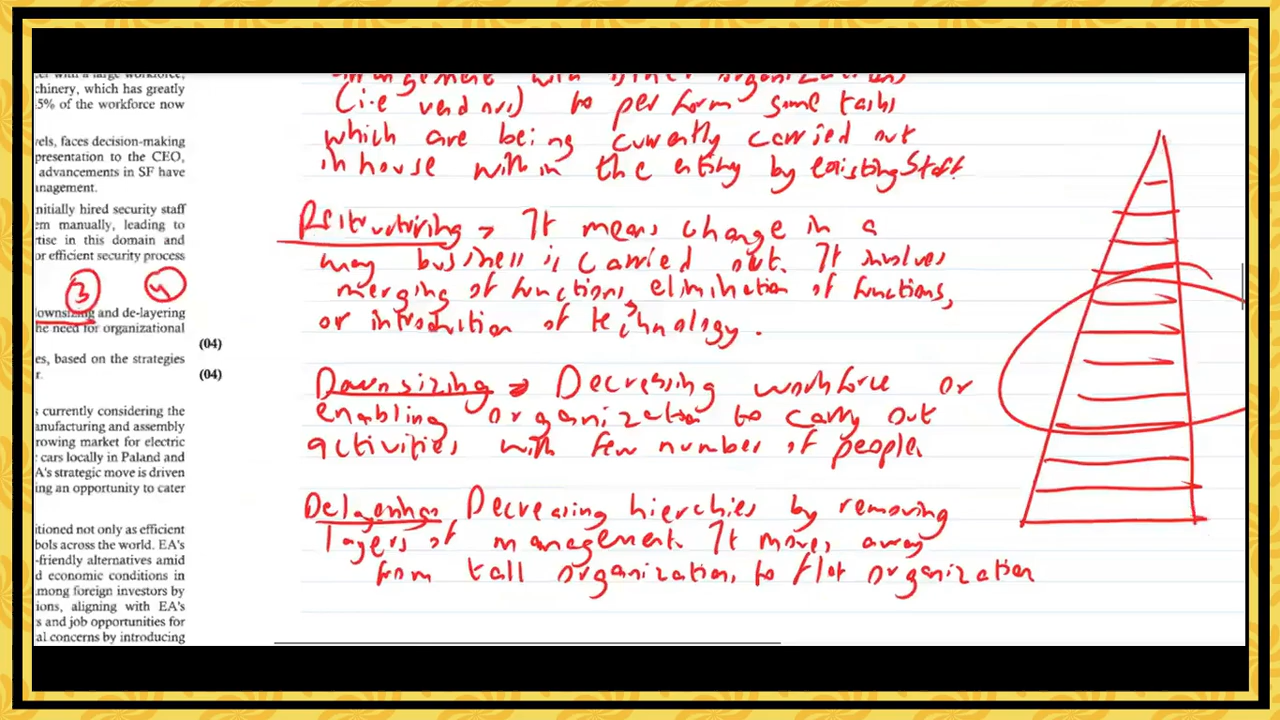 er with a large workforce,
chinery, which has greatly
5% of the workforce now
vels, faces decision-making
presentation to the CEO,
advancements in SF have
anagement.
nitially hired security staff
em manually, leading to
rtise in this domain and
or efficient security process
3 4
ownsizing and de-layering
he need for organizational
(04)
es, based on the strategies
r.
(04)
s currently considering the
anufacturing and assembly
rowing market for electric
cars locally in Paland and
A's strategic move is driven
ing an opportunity to cater
itioned not only as efficient
bols across the world. EA's
-friendly alternatives amid
d economic conditions in
among foreign investors by
ions, aligning with EA's
s and job opportunities for
al concerns by introducing
with other organizations
(i.e vendors) to perform some tasks
which are being currently carried out
in house within the entity by existing staff.
Restructuring → It means change in a
way business is carried out. It involves
merging of functions, elimination of functions,
or introduction of technology.
Downsizing → Decreasing workforce or
enabling organization to carry out
activities with few number of people.
Decreasing hierchies by removing
layers of management. It moves away
from tall organization, to flat organization